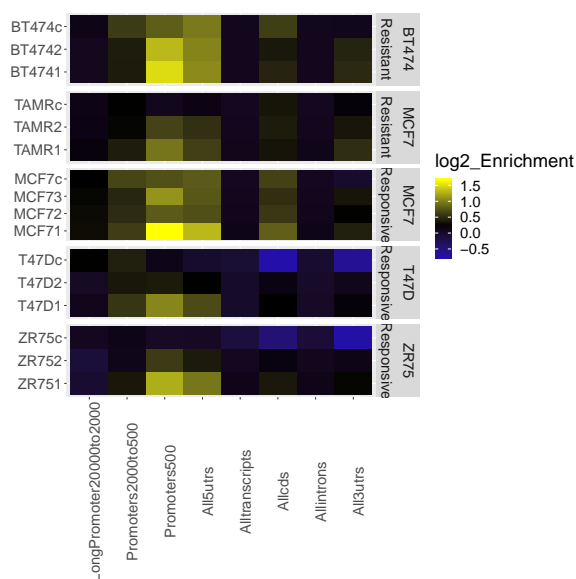 BT474c
BT4742
BT4741
BT474
Resistant
TAMRc
TAMR2
TAMR1
MCF7
Resistant
MCF7c
MCF73
MCF72
MCF71
MCF7
Responsive
T47Dc
T47D2
T47D1
T47D
Responsive
ZR75c
ZR752
ZR751
ZR75
Responsive
log2_Enrichment
1.5
1.0
0.5
0.0
−0.5
ongPromoter20000to2000
Promoters2000to500
Promoters500
All5utrs
Alltranscripts
Allcds
Allintrons
All3utrs